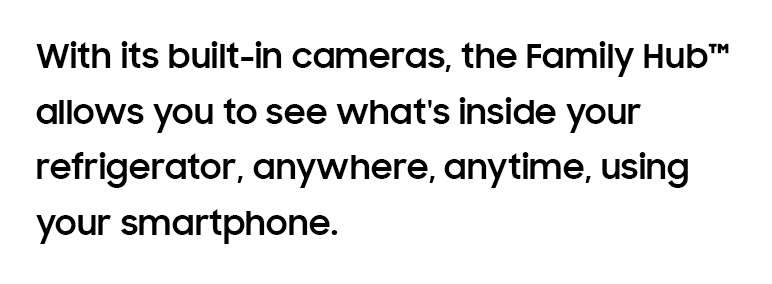 With its built-in cameras, the Family Hub™
allows you to see what's inside your
refrigerator, anywhere, anytime, using
your smartphone.